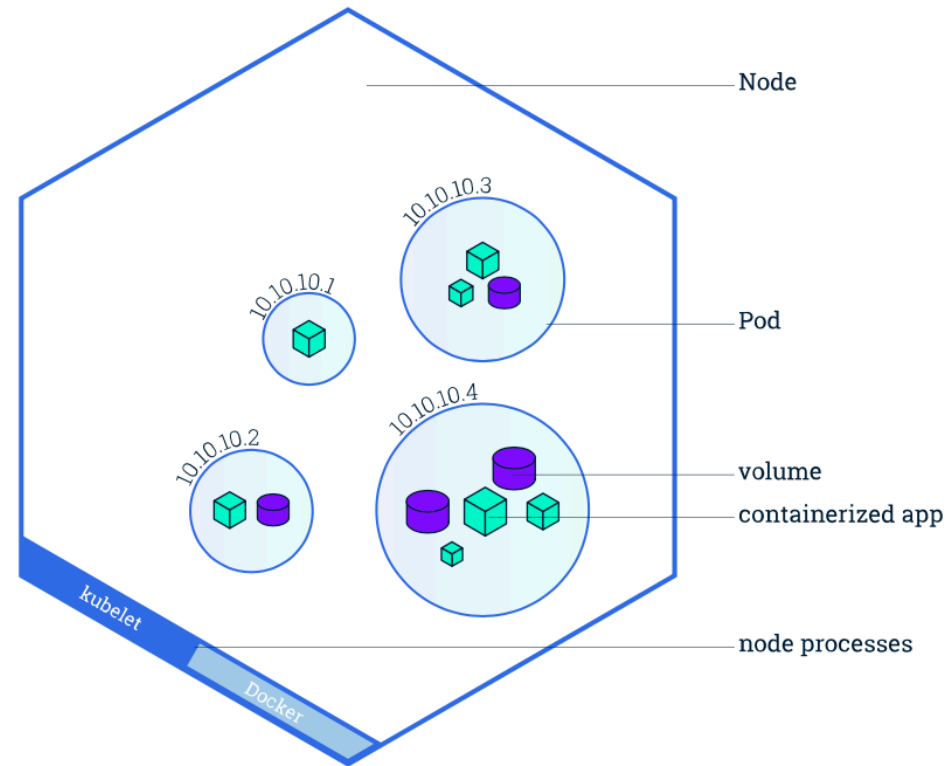 Node
10.10.10.3
10.10.10.1
Pod
10.10.10.4
10.10.10.2
volume
containerized app
kubelet
node processes
Docker